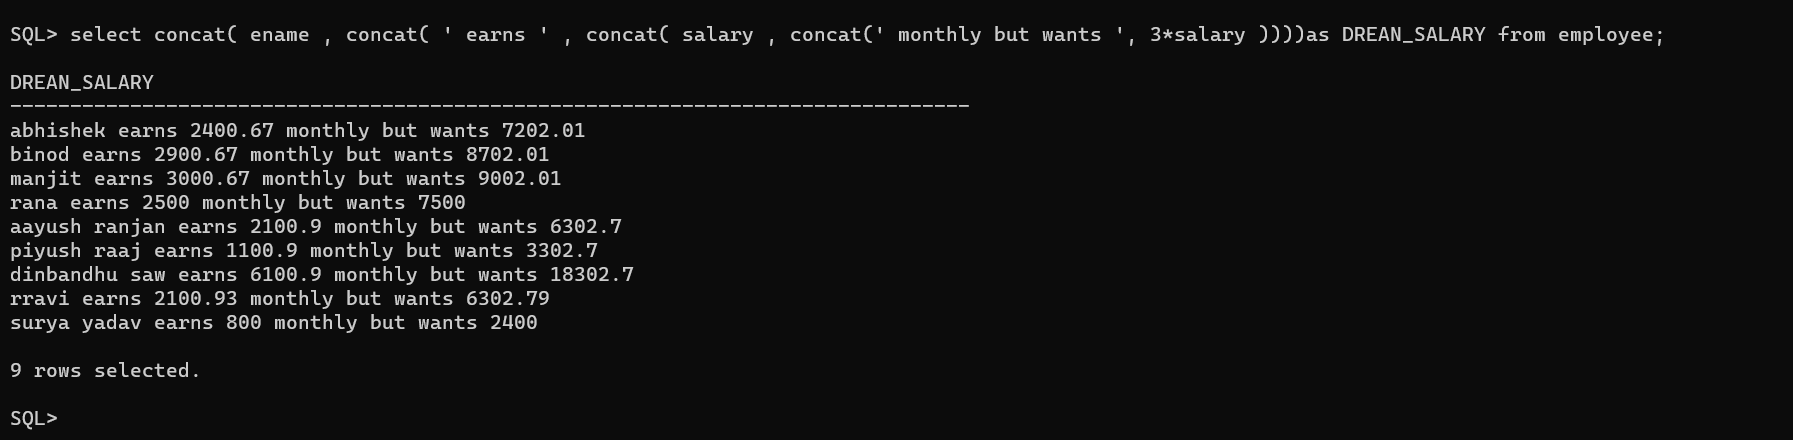 SQL> select concat( ename , concat( ' earns ' , concat( salary , concat(' monthly but wants ', 3*salary ))))as DREAN_SALARY from employee;
DREAN_SALARY
--------------------------------------------------------------------------------
abhishek earns 2400.67 monthly but wants 7202.01
binod earns 2900.67 monthly but wants 8702.01
manjit earns 3000.67 monthly but wants 9002.01
rana earns 2500 monthly but wants 7500
aayush ranjan earns 2100.9 monthly but wants 6302.7
piyush raaj earns 1100.9 monthly but wants 3302.7
dinbandhu saw earns 6100.9 monthly but wants 18302.7
rravi earns 2100.93 monthly but wants 6302.79
surya yadav earns 800 monthly but wants 2400
9 rows selected.
SQL>